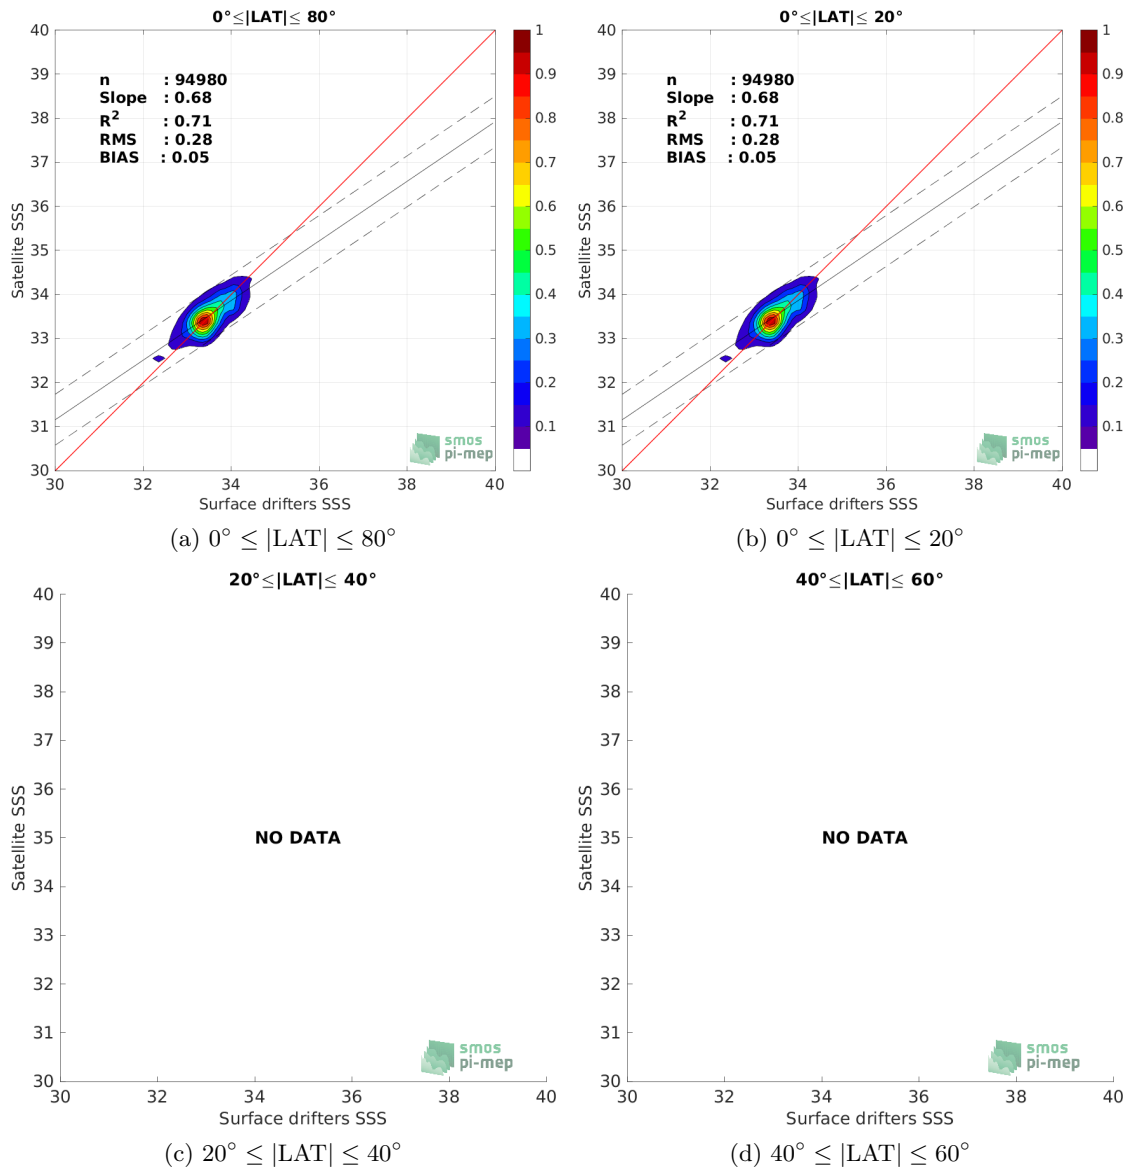 0°≤|LAT|≤ 80°
n : 94980
Slope : 0.68
R² : 0.71
RMS : 0.28
BIAS : 0.05
40
39
38
37
36
35
34
33
32
31
30
30 32 34 36 38 40
Satellite SSS
Surface drifters SSS
1
0.9
0.8
0.7
0.6
0.5
0.4
0.3
0.2
0.1
smos
pi-mep
(a) 0° ≤ |LAT| ≤ 80°
0°≤|LAT|≤ 20°
n : 94980
Slope : 0.68
R² : 0.71
RMS : 0.28
BIAS : 0.05
40
39
38
37
36
35
34
33
32
31
30
30 32 34 36 38 40
Satellite SSS
Surface drifters SSS
1
0.9
0.8
0.7
0.6
0.5
0.4
0.3
0.2
0.1
smos
pi-mep
(b) 0° ≤ |LAT| ≤ 20°
20°≤|LAT|≤ 40°
40
39
38
37
36
35
34
33
32
31
30
30 32 34 36 38 40
Satellite SSS
NO DATA
Surface drifters SSS
smos
pi-mep
(c) 20° ≤ |LAT| ≤ 40°
40°≤|LAT|≤ 60°
40
39
38
37
36
35
34
33
32
31
30
30 32 34 36 38 40
Satellite SSS
NO DATA
Surface drifters SSS
smos
pi-mep
(d) 40° ≤ |LAT| ≤ 60°